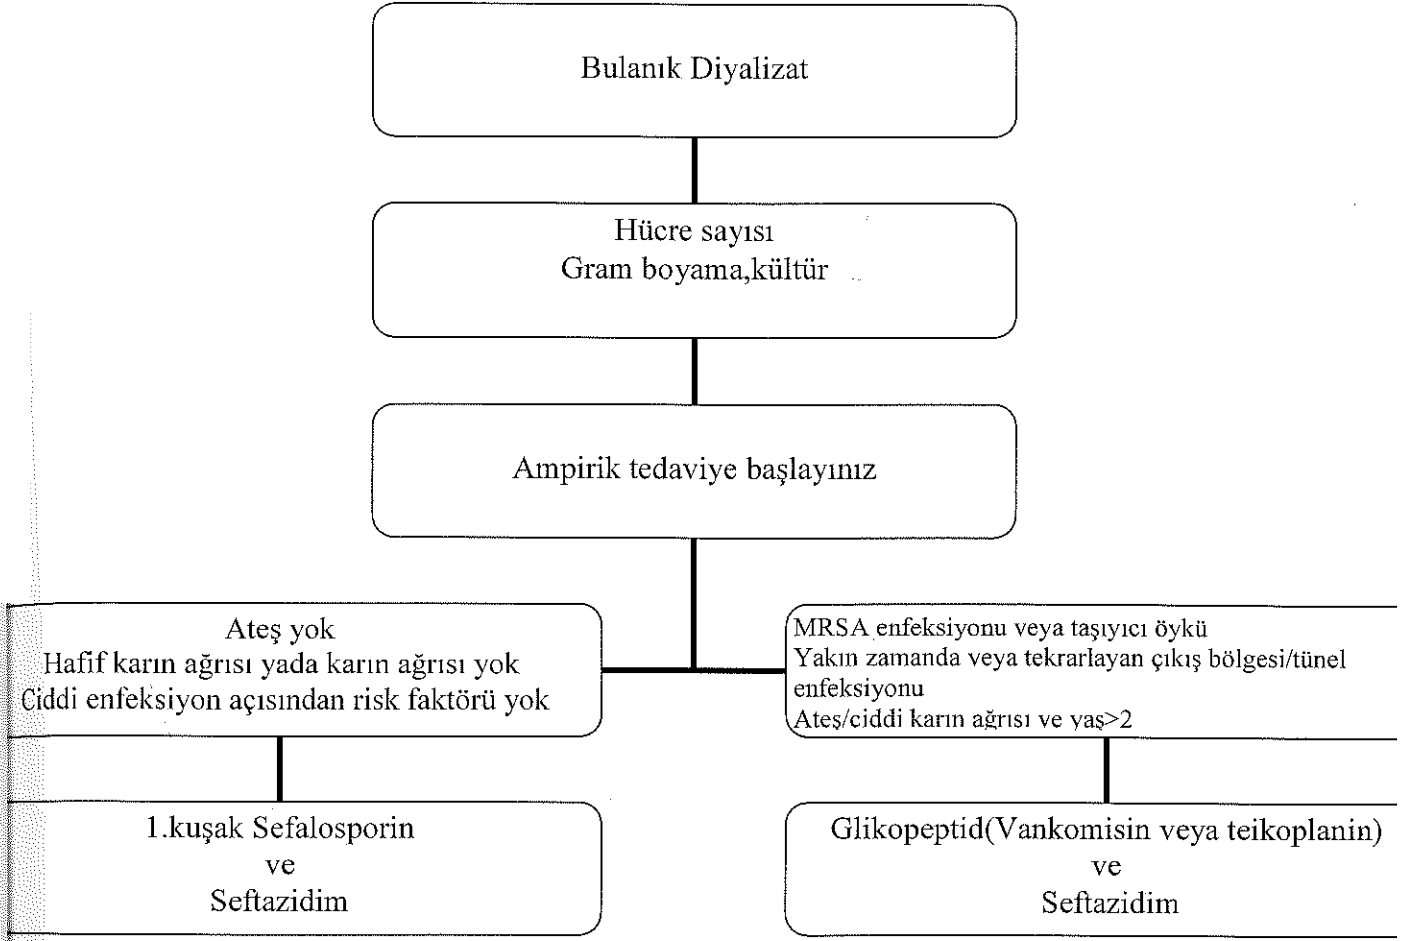 Bulanık Diyalizat
Hücre sayısı
Gram boyama,kültür
Ampirik tedaviye başlayınız
Ateş yok
Hafif karın ağrısı yada karın ağrısı yok
Ciddi enfeksiyon açısından risk faktörü yok
MRSA enfeksiyonu veya taşıyıcı öykü
Yakın zamanda veya tekrarlayan çıkış bölgesi/tünel
enfeksiyonu
Ateş/ciddi karın ağrısı ve yaş>2
1.kuşak Sefalosporin
ve
Seftazidim
Glikopeptid(Vankomisin veya teikoplanin)
ve
Seftazidim